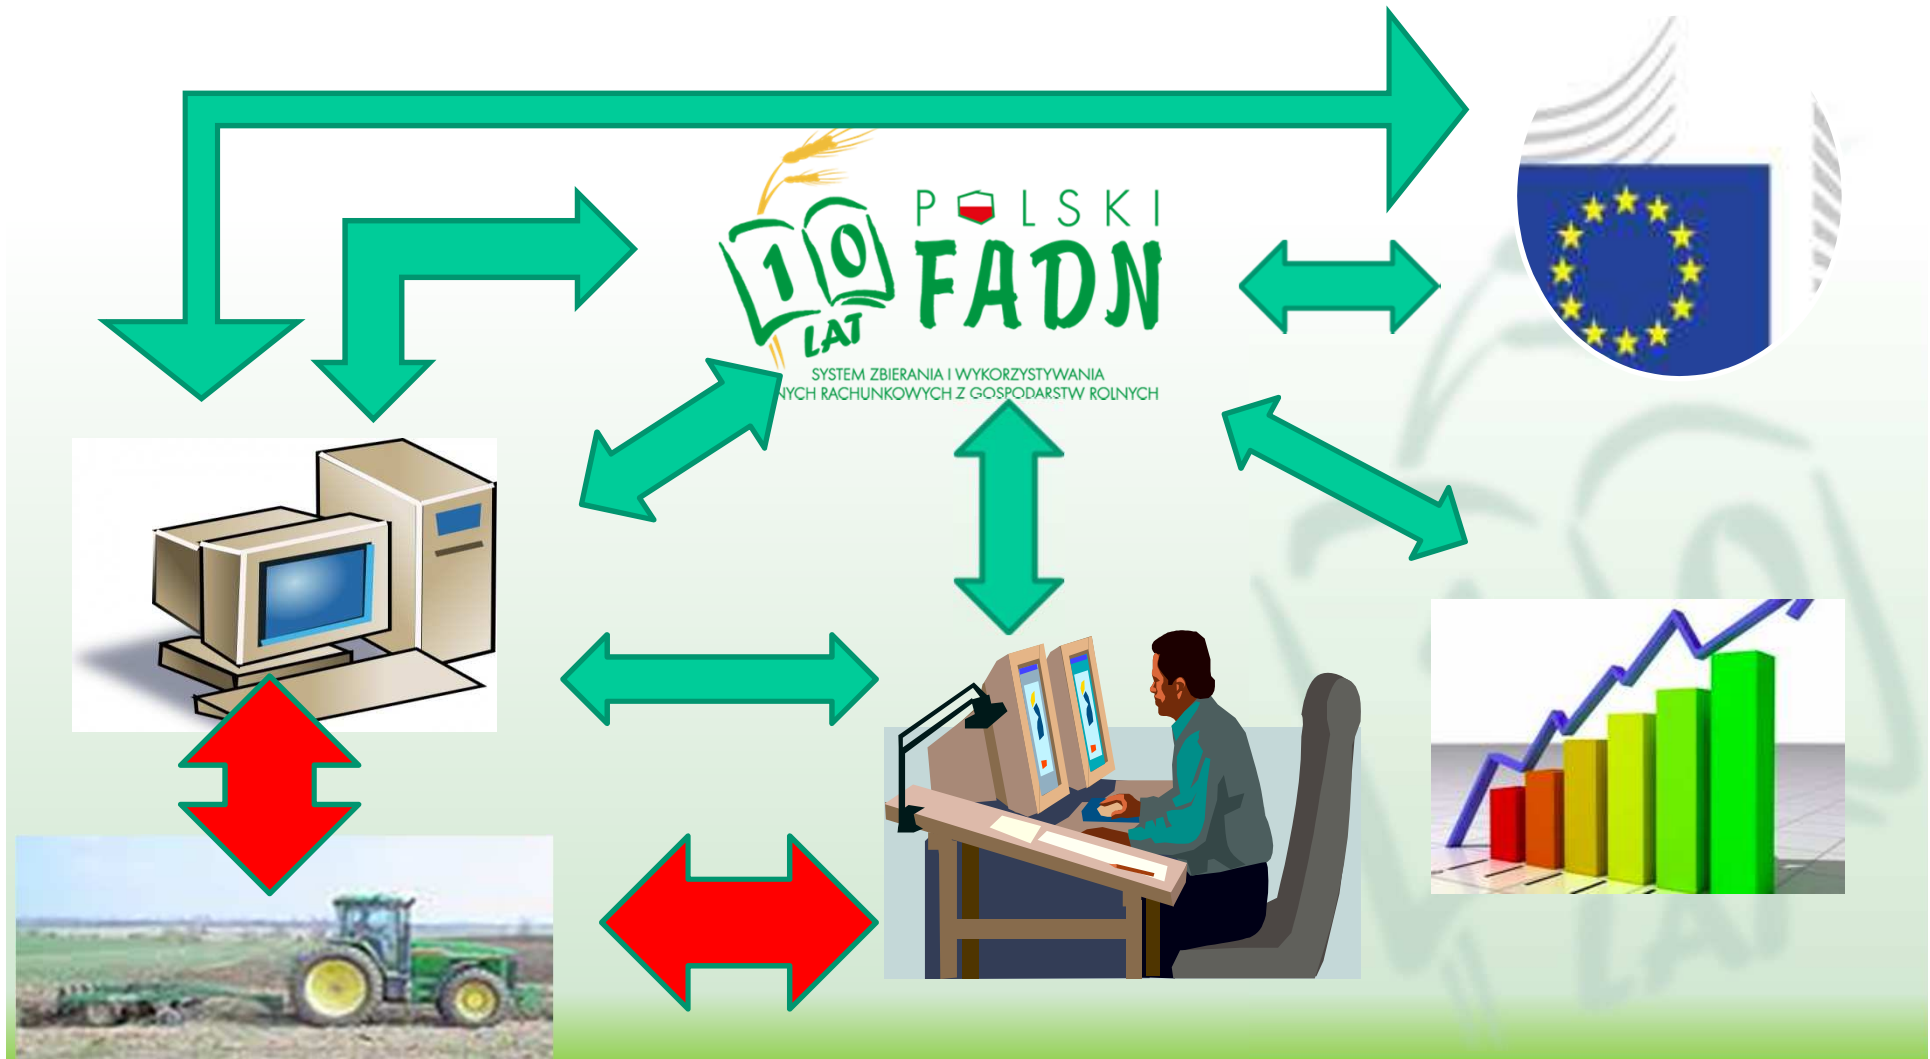 POLSKI
FADN
10
LAT
SYSTEM ZBIERANIA I WYKORZYSTYWANIA
RACHUNKOWYCH Z GOSPODARSTW ROLNYCH